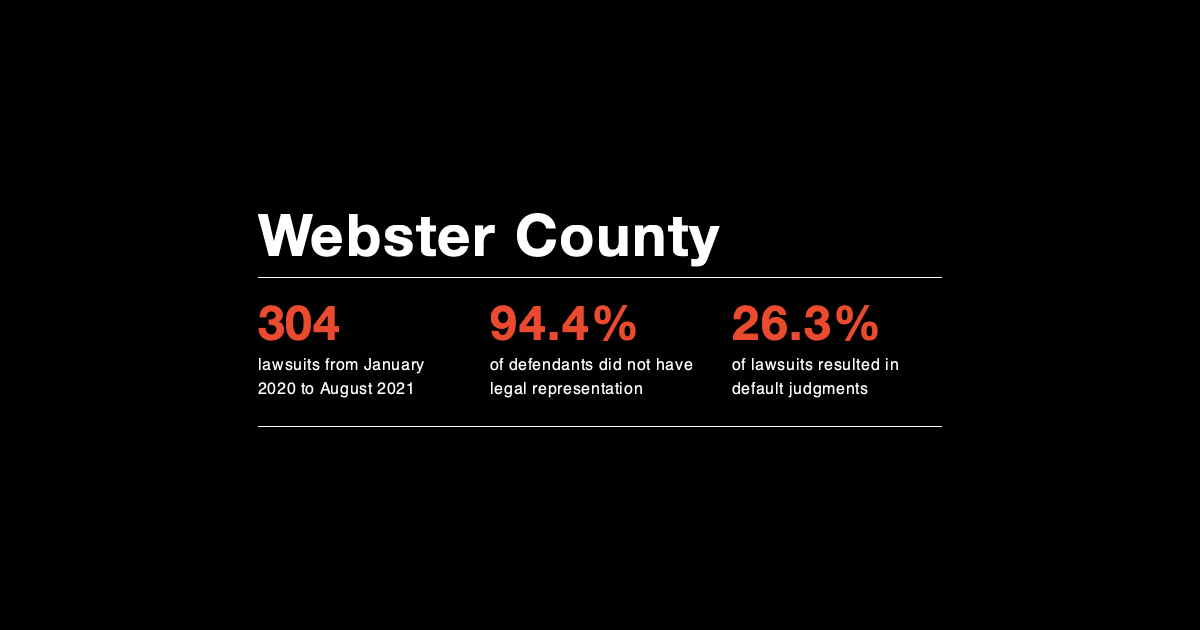 Webster County
304
lawsuits from January
2020 to August 2021
94.4%
of defendants did not have
legal representation
26.3%
of lawsuits resulted in
default judgments